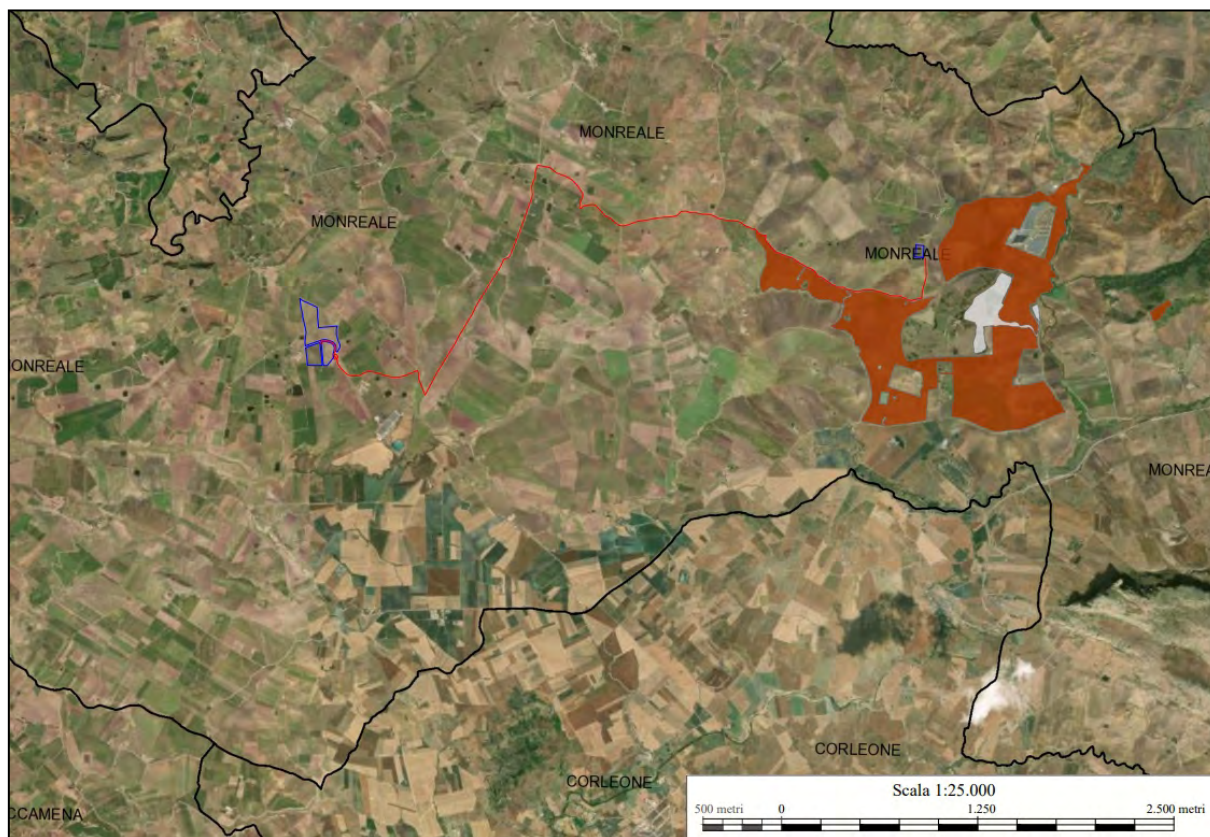 MONREALE
MONREALE
MONREALE
ONREALE
MONREA
CORLEONE
CORLEONE
CCAMENA
Scala 1:25.000
500 metri 0 1.250 2.500 metri